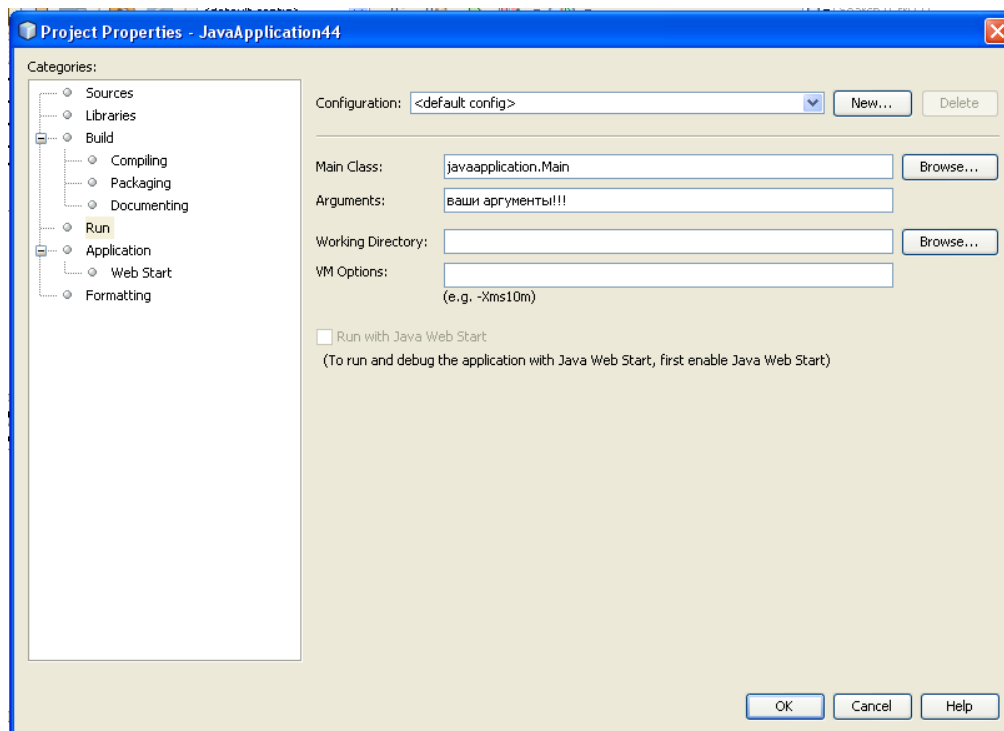 Project Properties - JavaApplication44
Categories:
Sources
Libraries
Build
Compiling
Packaging
Documenting
Run
Application
Web Start
Formatting
Configuration: <default config> New... Delete
Main Class: javaapplication.Main Browse...
Arguments: ваши аргументы!!!
Working Directory: Browse...
VM Options:
(e.g. -Xms10m)
Run with Java Web Start
(To run and debug the application with Java Web Start, first enable Java Web Start)
OK Cancel Help